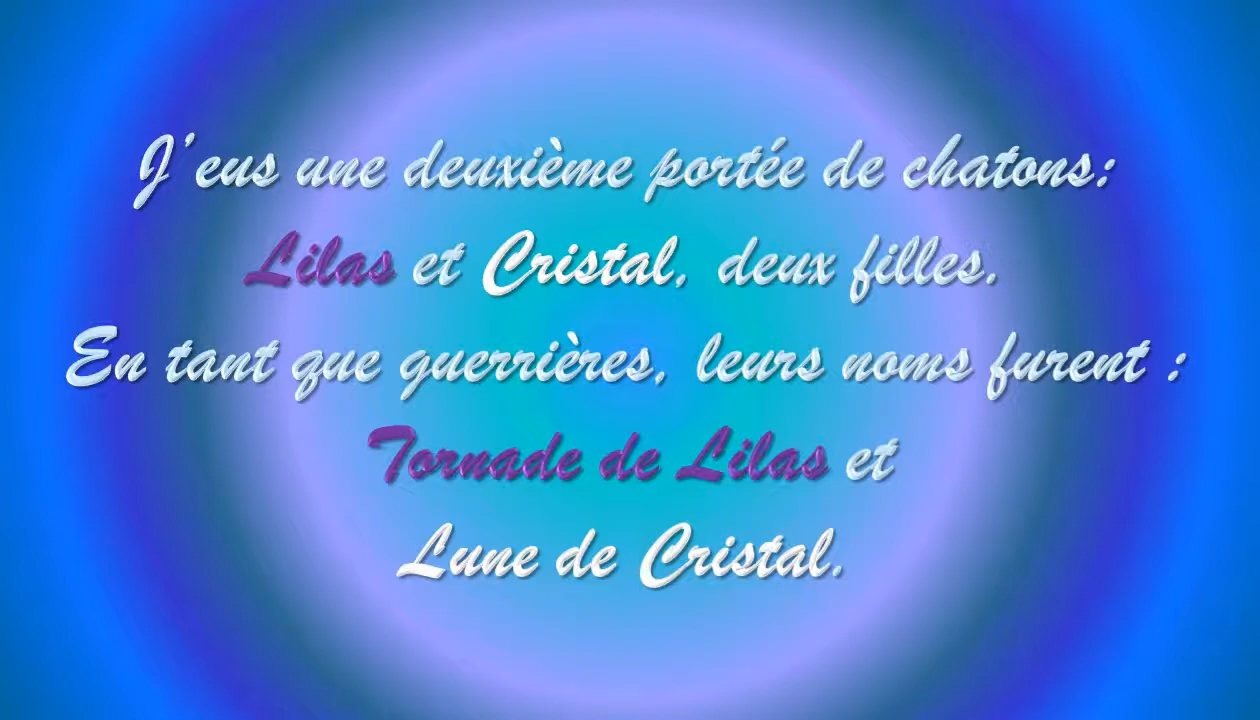 J'eus une deuxième portée de chatons:
Lilas et Cristal, deux filles.
En tant que guerrières, leurs noms furent :
Tornade de Lilas et
Lune de Cristal.